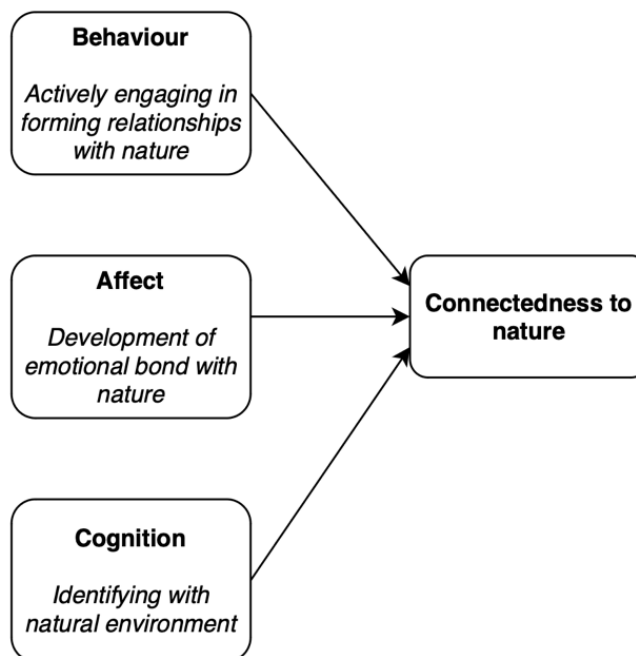 Behaviour
Actively engaging in
forming relationships
with nature
Affect
Development of
emotional bond with
nature
Connectedness to
nature
Cognition
Identifying with
natural environment